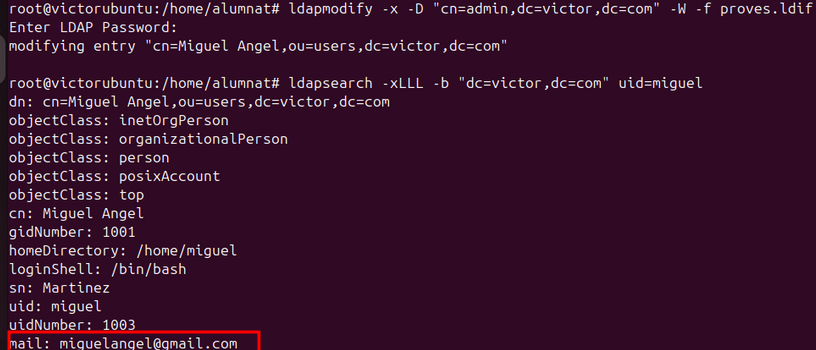 root@victorubuntu:/home/alumnat# ldapmodify -x -D "cn=admin,dc=victor,dc=com" -W -f proves.ldif
Enter LDAP Password:
modifying entry "cn=Miguel Angel,ou=users,dc=victor,dc=com"
root@victorubuntu:/home/alumnat# ldapsearch -xLLL -b "dc=victor,dc=com" uid=miguel
dn: cn=Miguel Angel,ou=users,dc=victor,dc=com
objectClass: inetOrgPerson
objectClass: organizationalPerson
objectClass: person
objectClass: posixAccount
objectClass: top
cn: Miguel Angel
gidNumber: 1001
homeDirectory: /home/miguel
loginShell: /bin/bash
sn: Martinez
uid: miguel
uidNumber: 1003
mail: miguelangel@gmail.com